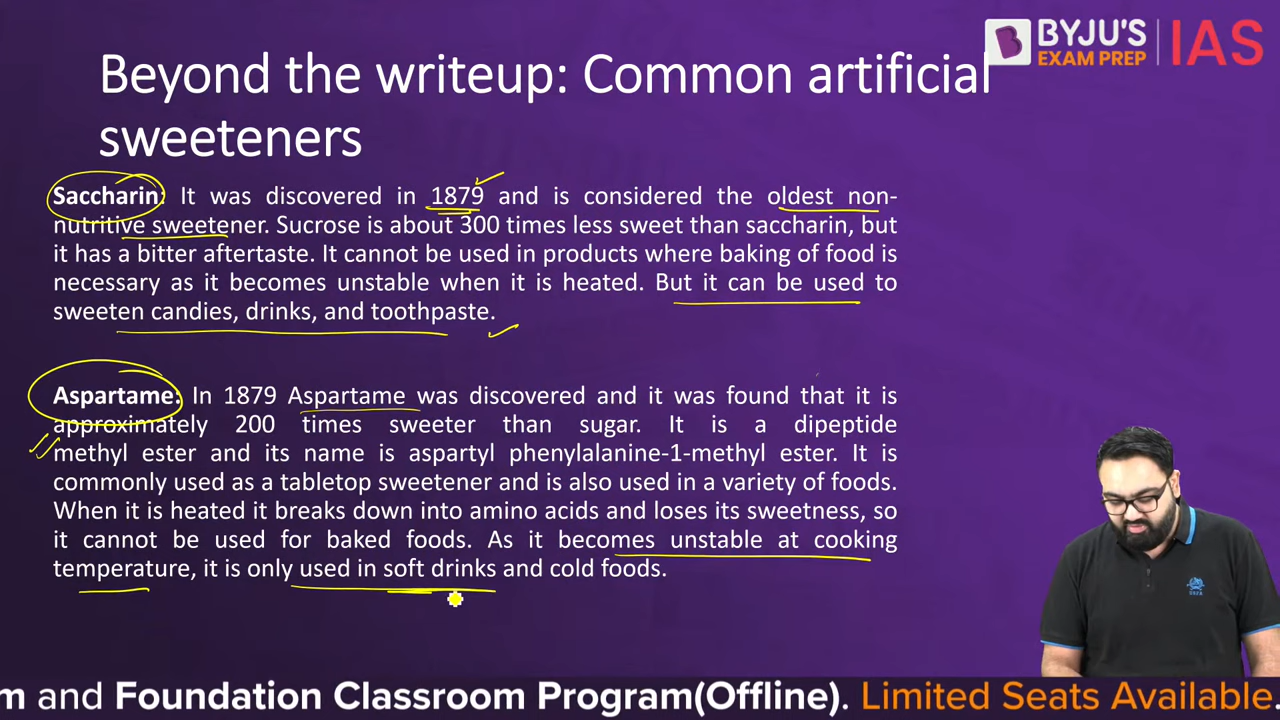 BYJU'S
EXAM PREP
IAS
Beyond the writeup: Common artificial
sweeteners
Saccharin: It was discovered in 1879 and is considered the oldest non-
nutritive sweetener. Sucrose is about 300 times less sweet than saccharin, but
it has a bitter aftertaste. It cannot be used in products where baking of food is
necessary as it becomes unstable when it is heated. But it can be used to
sweeten candies, drinks, and toothpaste.
Aspartame: In 1879 Aspartame was discovered and it was found that it is
approximately 200 times sweeter than sugar. It is a dipeptide
methyl ester and its name is aspartyl phenylalanine-1-methyl ester. It is
commonly used as a tabletop sweetener and is also used in a variety of foods.
When it is heated it breaks down into amino acids and loses its sweetness, so
it cannot be used for baked foods. As it becomes unstable at cooking
temperature, it is only used in soft drinks and cold foods.
m and Foundation Classroom Program(Offline). Limited Seats Available.